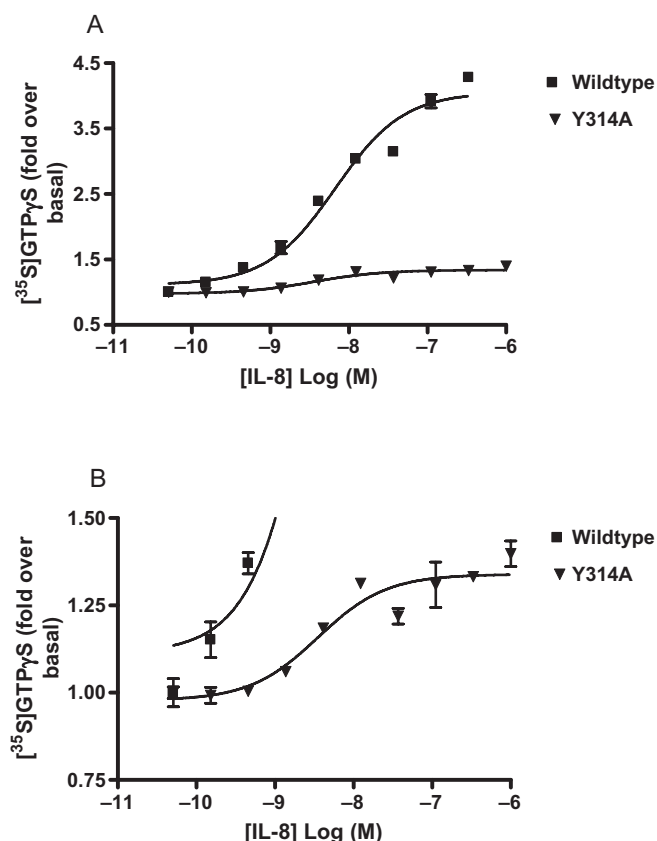 A
[³⁵S]GTPγS (fold over
basal)
4.5
3.5
2.5
1.5
0.5
–11 –10 –9 –8 –7 –6
[IL-8] Log (M)
Wildtype
Y314A
B
[³⁵S]GTPγS (fold over
basal)
1.50
1.25
1.00
0.75
–11 –10 –9 –8 –7 –6
[IL-8] Log (M)
Wildtype
Y314A